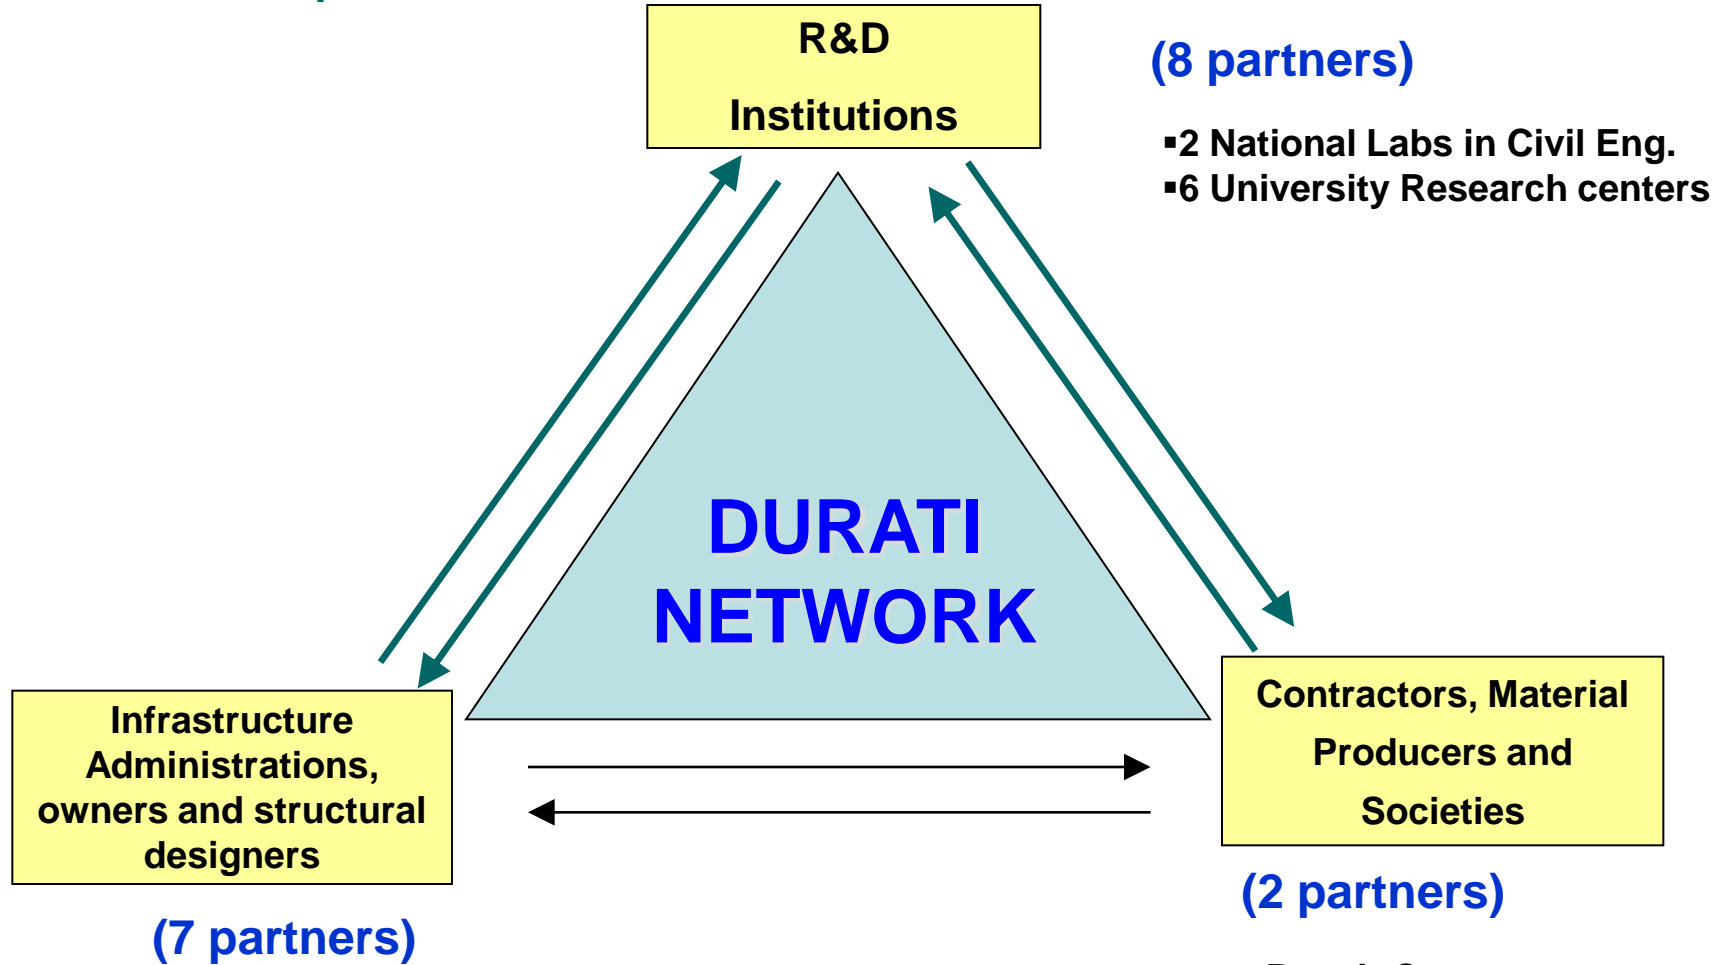 R&D
Institutions
(8 partners)
▪2 National Labs in Civil Eng.
▪6 University Research centers
DURATI
NETWORK
Infrastructure
Administrations,
owners and structural
designers
(7 partners)
Contractors, Material
Producers and
Societies
(2 partners)